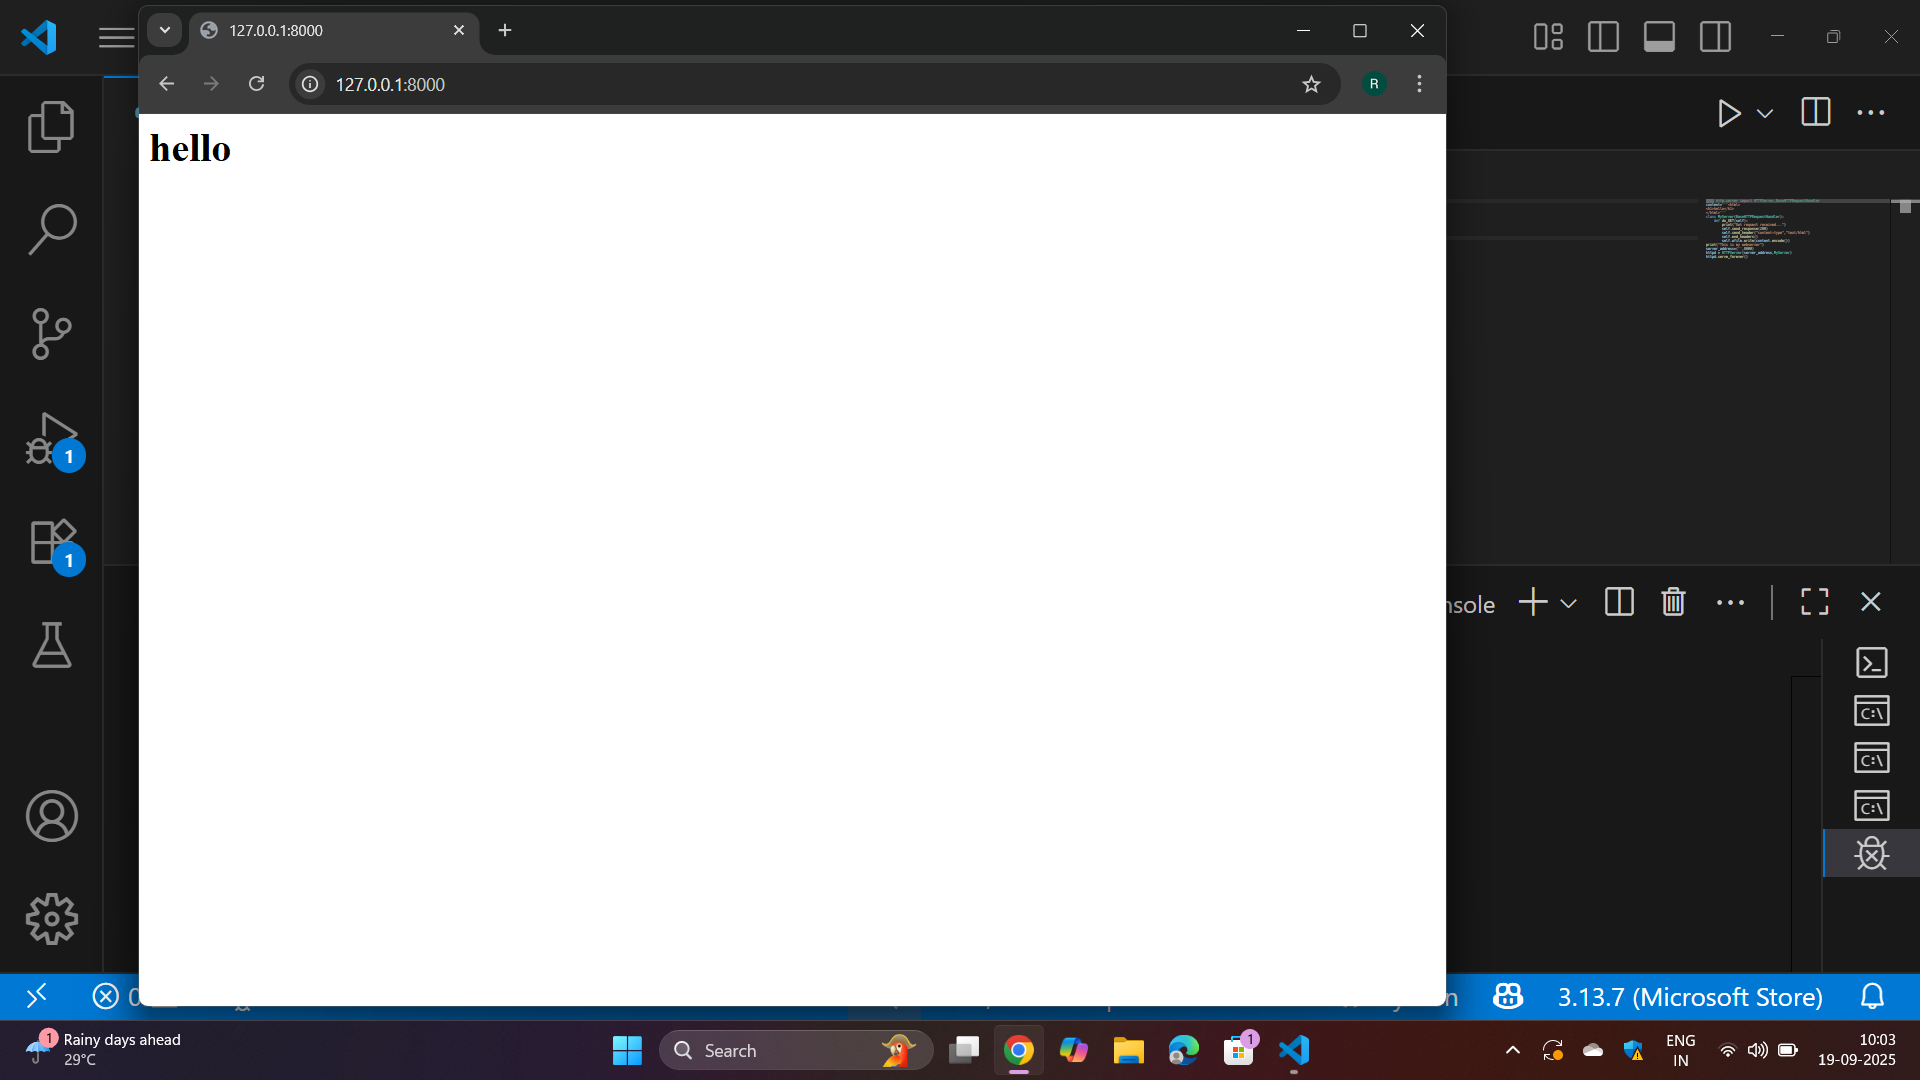 127.0.0.1:8000
127.0.0.1:8000
R
hello
1
1
nsole
C:\
C:\
C:\
0
n
3.13.7 (Microsoft Store)
1
Rainy days ahead
29°C
Search
1
ENG
IN
10:03
19-09-2025